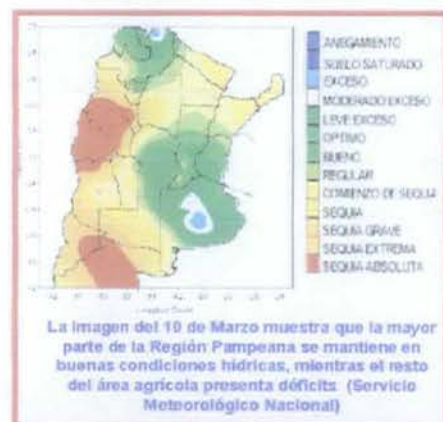 ANEGAMIENTO
SUELO SATURADO
EXCESO
MODERADO EXCESO
LEVE EXCESO
OPTIMO
BUENO
REGULAR
COMIENZO DE SEQUIA
SEQUIA
SEQUIA GRAVE
SEQUIA EXTREMA
SEQUIA ABSOLUTA
La imagen del 10 de Marzo muestra que la mayor
parte de la Región Pampeana se mantiene en
buenas condiciones hídricas, mientras el resto
del área agrícola presenta déficits (Servicio
Meteorológico Nacional)